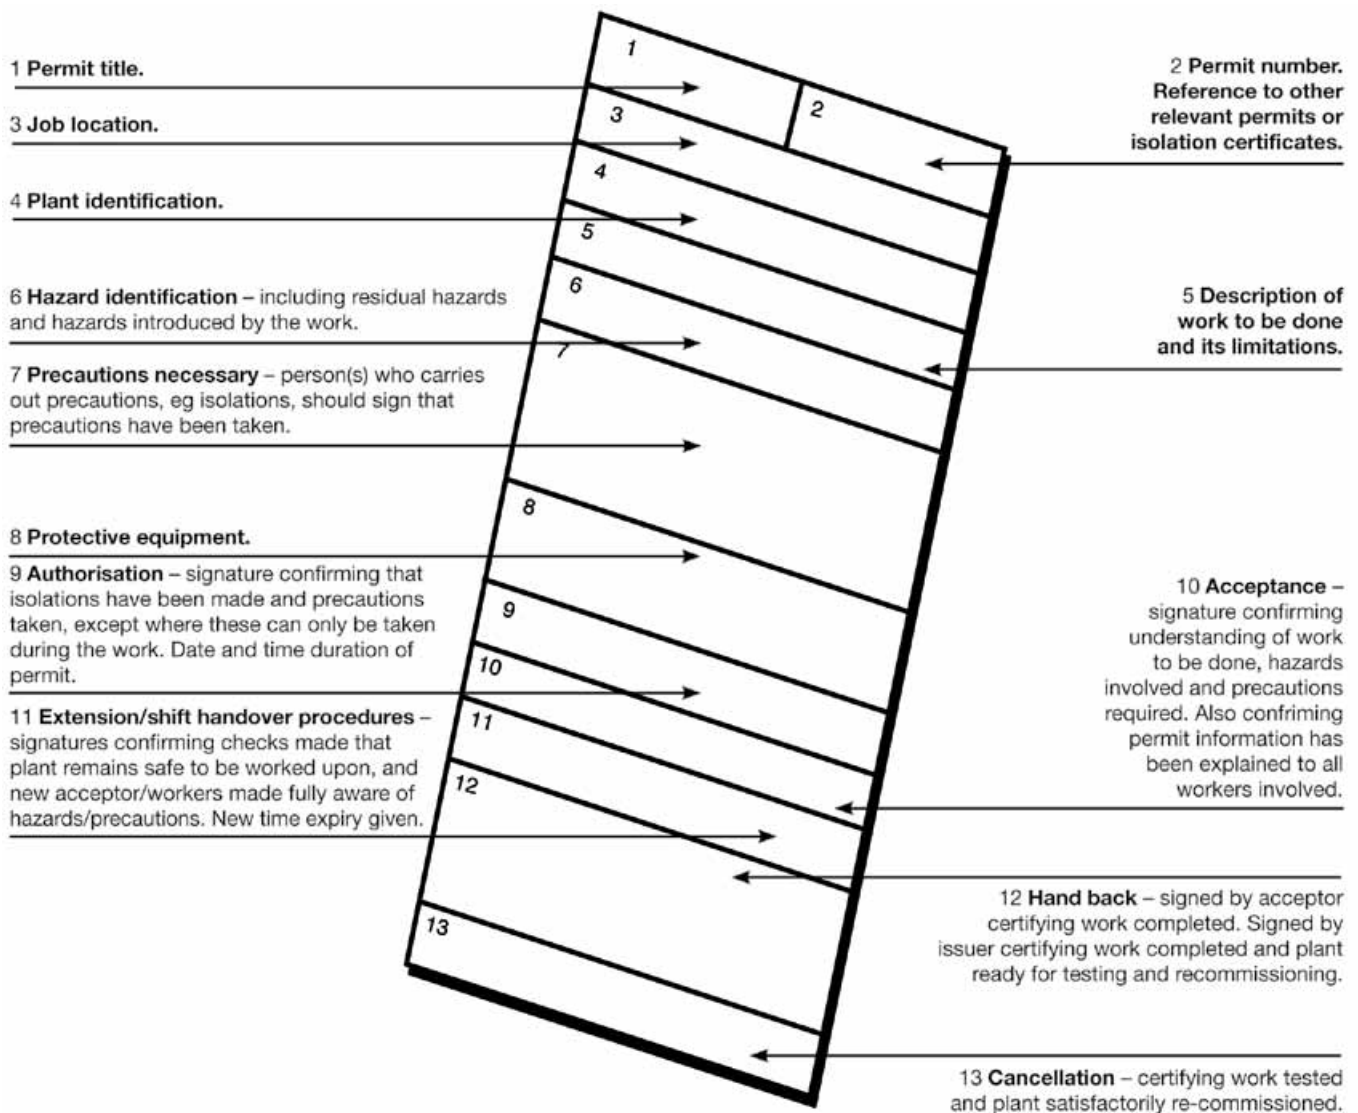 1 Permit title.
2 Permit number.
Reference to other
relevant permits or
isolation certificates.
3 Job location.
4 Plant identification.
5 Description of
work to be done
and its limitations.
6 Hazard identification – including residual hazards
and hazards introduced by the work.
7 Precautions necessary – person(s) who carries
out precautions, eg isolations, should sign that
precautions have been taken.
8 Protective equipment.
9 Authorisation – signature confirming that
isolations have been made and precautions
taken, except where these can only be taken
during the work. Date and time duration of
permit.
10 Acceptance –
signature confirming
understanding of work
to be done, hazards
involved and precautions
required. Also confriming
permit information has
been explained to all
workers involved.
11 Extension/shift handover procedures –
signatures confirming checks made that
plant remains safe to be worked upon, and
new acceptor/workers made fully aware of
hazards/precautions. New time expiry given.
12 Hand back – signed by acceptor
certifying work completed. Signed by
issuer certifying work completed and plant
ready for testing and recommissioning.
13 Cancellation – certifying work tested
and plant satisfactorily re-commissioned.
1
2
3
4
5
6
7
8
9
10
11
12
13